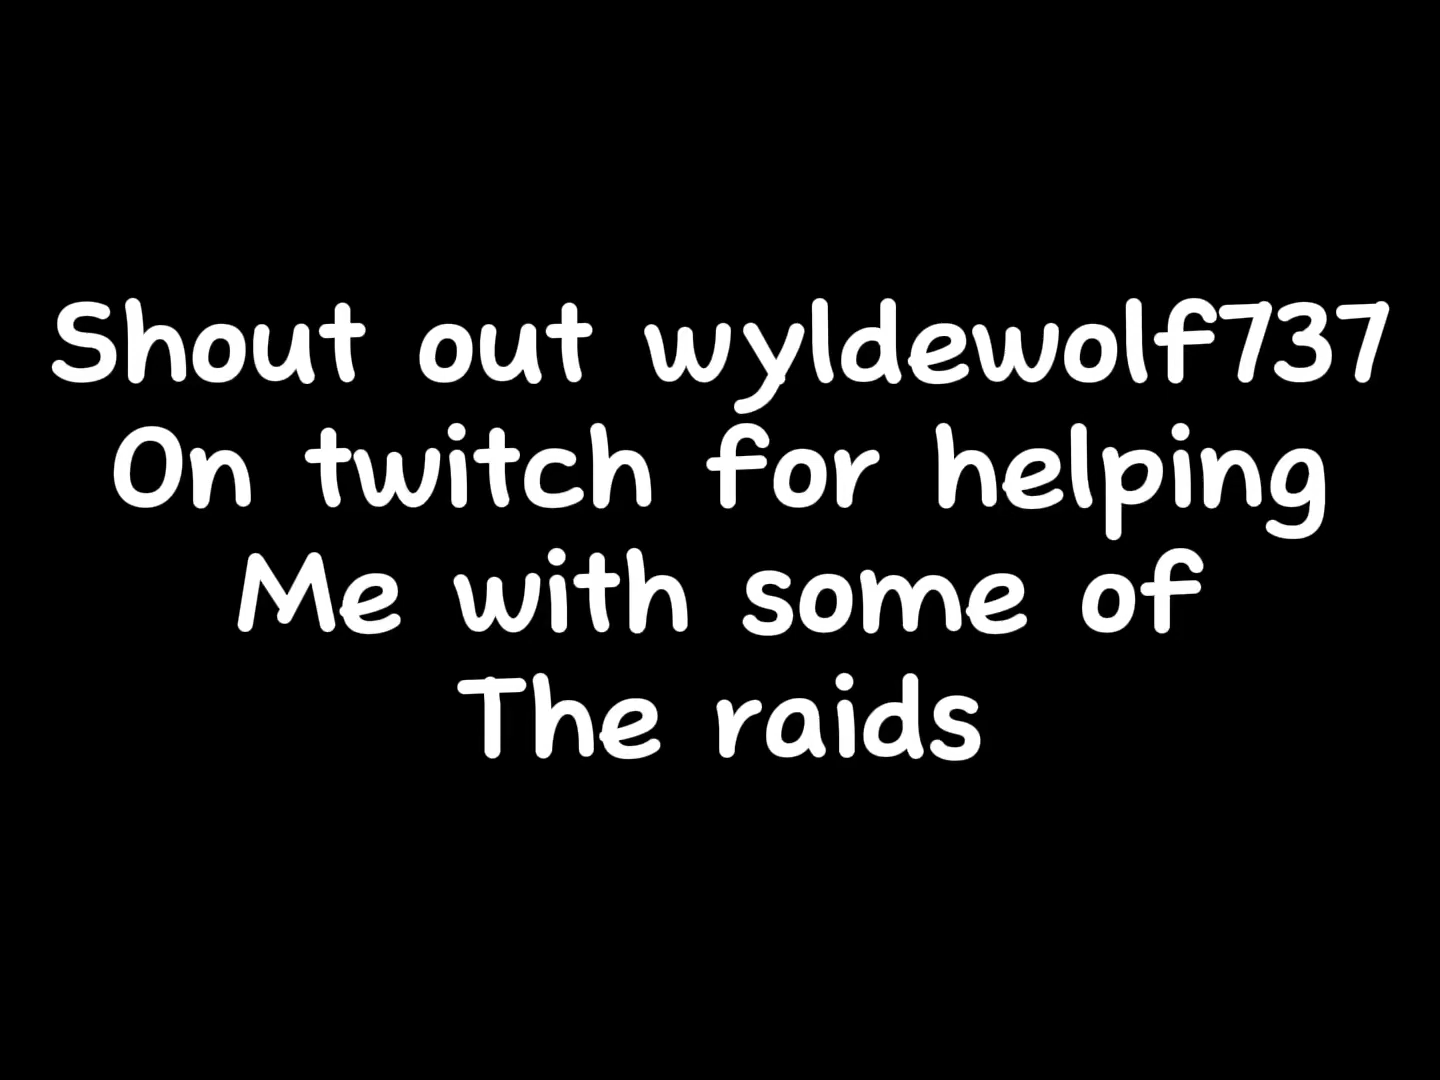 Shout out wyldewolf737
On twitch for helping
Me with some of
The raids